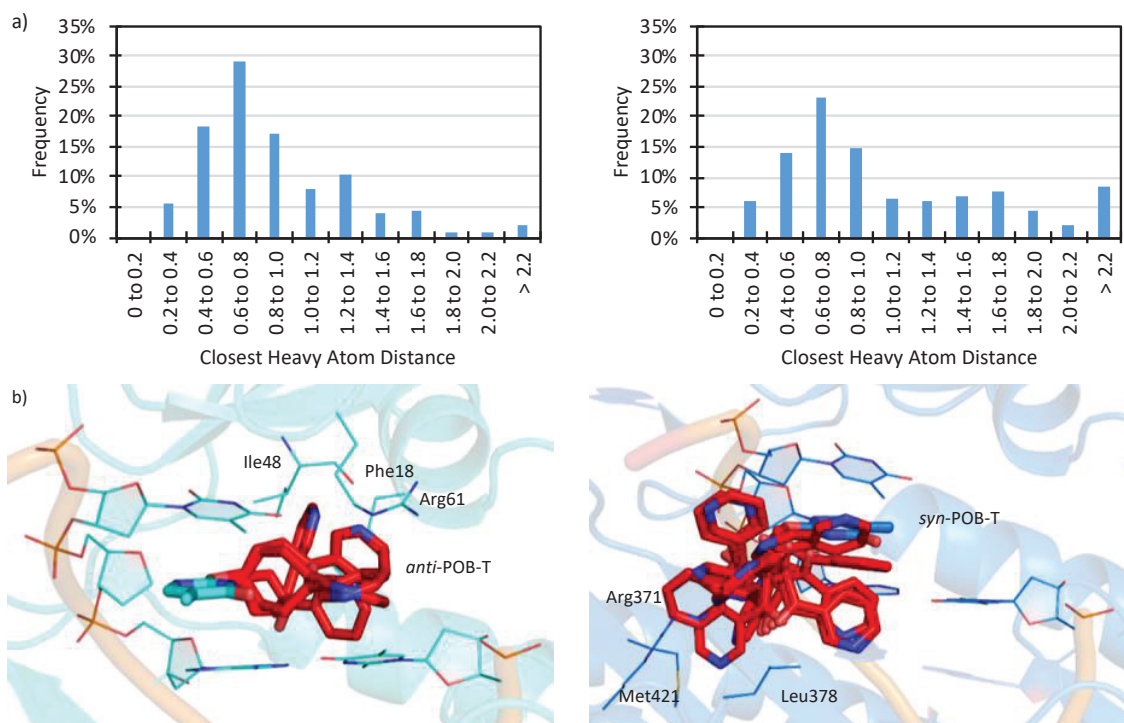 a)
35%
30%
25%
20%
15%
10%
5%
0%
Frequency
0 to 0.2
0.2 to 0.4
0.4 to 0.6
0.6 to 0.8
0.8 to 1.0
1.0 to 1.2
1.2 to 1.4
1.4 to 1.6
1.6 to 1.8
1.8 to 2.0
2.0 to 2.2
> 2.2
Closest Heavy Atom Distance
35%
30%
25%
20%
15%
10%
5%
0%
Frequency
0 to 0.2
0.2 to 0.4
0.4 to 0.6
0.6 to 0.8
0.8 to 1.0
1.0 to 1.2
1.2 to 1.4
1.4 to 1.6
1.6 to 1.8
1.8 to 2.0
2.0 to 2.2
> 2.2
Closest Heavy Atom Distance
b)
Ile48
Phe18
Arg61
anti-POB-T
syn-POB-T
Arg371
Met421
Leu378